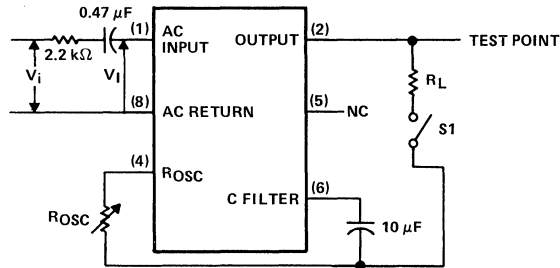 0.47 μF
(1)
AC
INPUT
OUTPUT
(2)
TEST POINT
2.2 kΩ
Vi
VI
RL
S1
(8)
AC RETURN
(5)
NC
(4)
ROSC
C FILTER
(6)
ROSC
10 μF